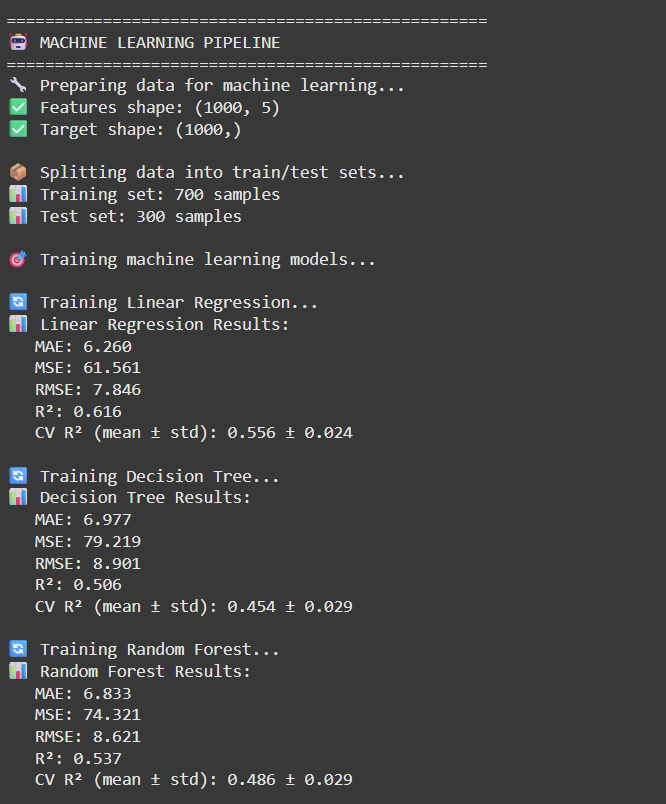 ==================================================
🤖 MACHINE LEARNING PIPELINE
==================================================
🔧 Preparing data for machine learning...
✅ Features shape: (1000, 5)
✅ Target shape: (1000,)

📦 Splitting data into train/test sets...
📊 Training set: 700 samples
📊 Test set: 300 samples

🎯 Training machine learning models...

🔄 Training Linear Regression...
📊 Linear Regression Results:
   MAE: 6.260
   MSE: 61.561
   RMSE: 7.846
   R²: 0.616
   CV R² (mean ± std): 0.556 ± 0.024

🔄 Training Decision Tree...
📊 Decision Tree Results:
   MAE: 6.977
   MSE: 79.219
   RMSE: 8.901
   R²: 0.506
   CV R² (mean ± std): 0.454 ± 0.029

🔄 Training Random Forest...
📊 Random Forest Results:
   MAE: 6.833
   MSE: 74.321
   RMSE: 8.621
   R²: 0.537
   CV R² (mean ± std): 0.486 ± 0.029